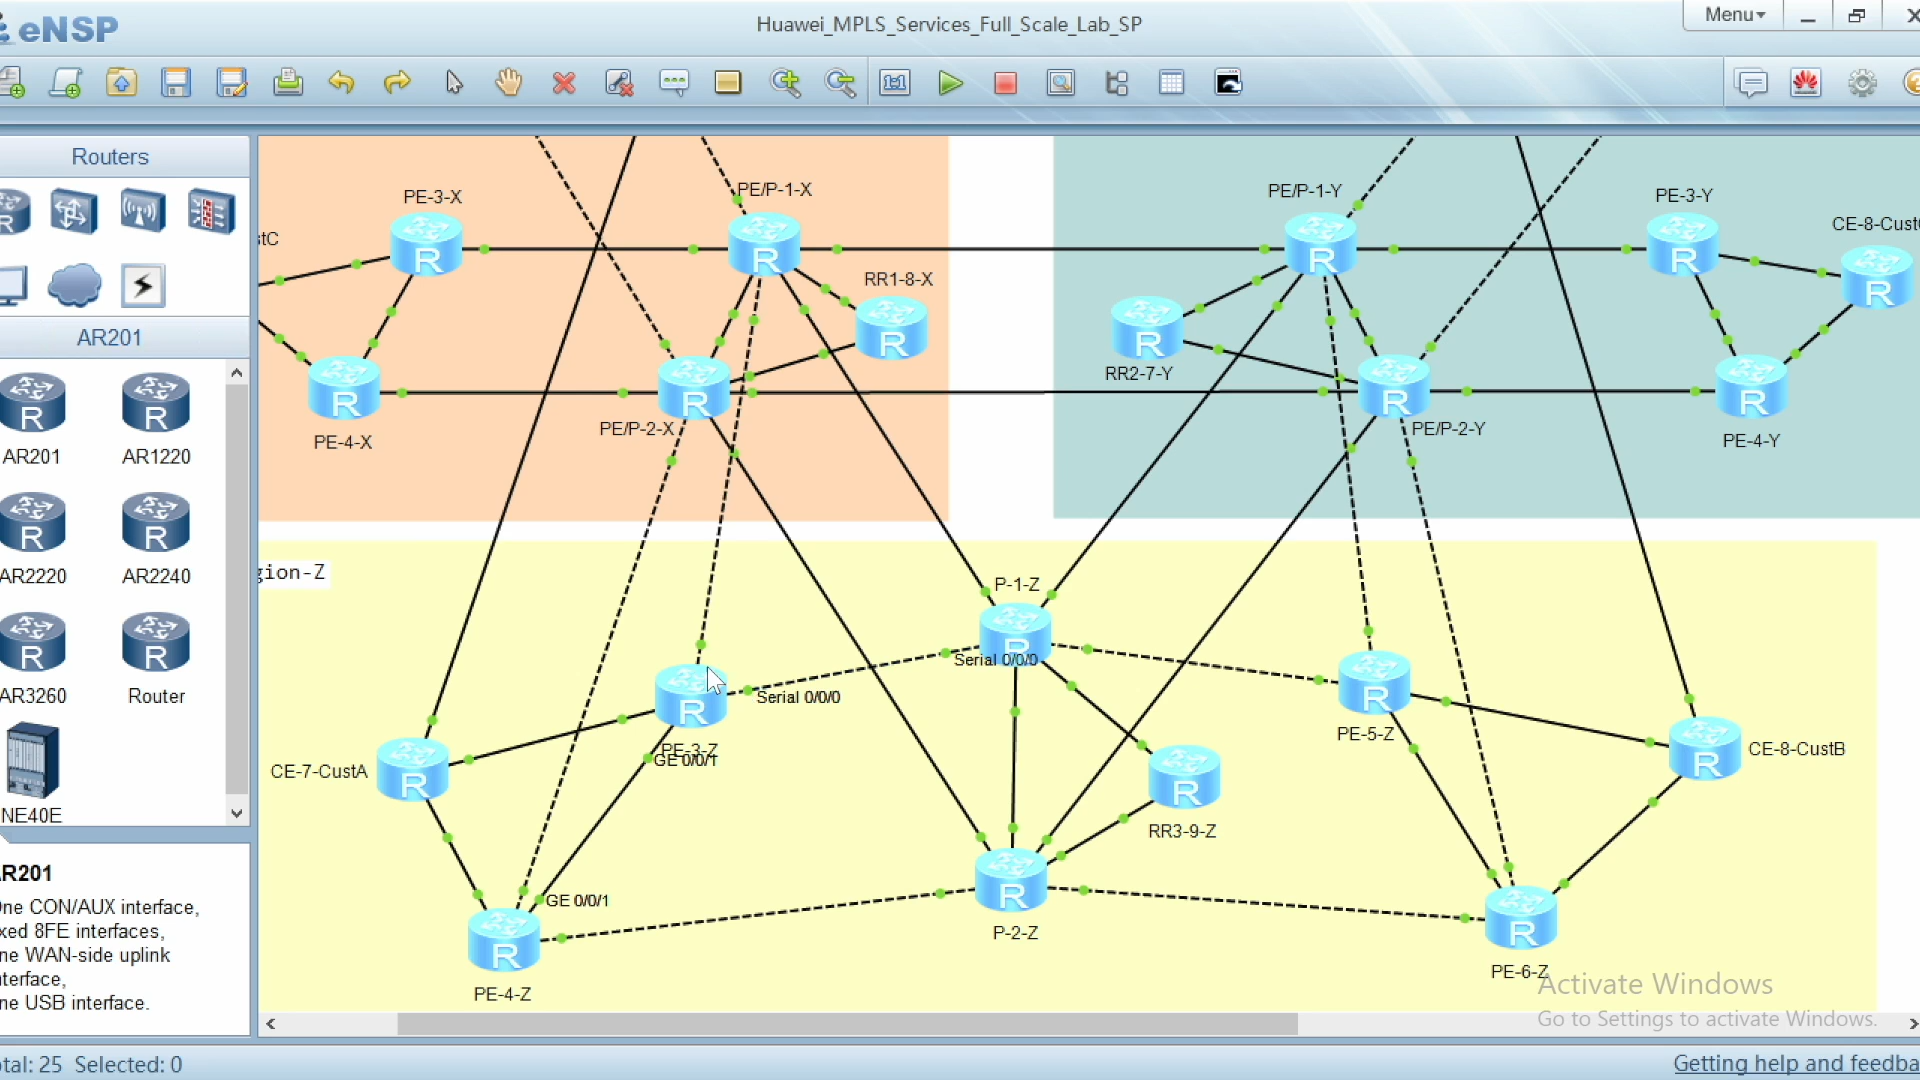 eNSP
Huawei_MPLS_Services_Full_Scale_Lab_SP
Menu
Routers
AR201
AR201
AR1220
AR2220
AR2240
AR3260
Router
NE40E
R201
ne CON/AUX interface,
xed 8FE interfaces,
ne WAN-side uplink
terface,
ne USB interface.
PE-3-X
PE/P-1-X
tC
RR1-8-X
PE-4-X
PE/P-2-X
PE/P-1-Y
PE-3-Y
CE-8-Cust
RR2-7-Y
PE/P-2-Y
PE-4-Y
gion-Z
P-1-Z
Serial 0/0/0
Serial 0/0/0
PE-3-Z
GE 0/0/1
CE-7-CustA
PE-5-Z
CE-8-CustB
RR3-9-Z
GE 0/0/1
P-2-Z
PE-4-Z
PE-6-Z
Activate Windows
Go to Settings to activate Windows.
tal: 25 Selected: 0
Getting help and feedba